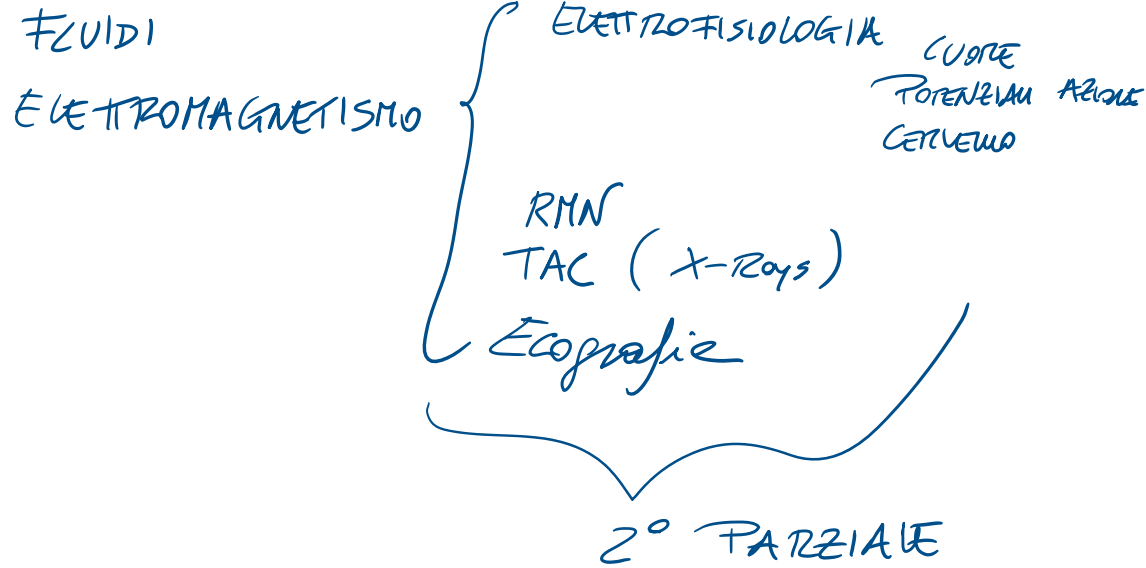 FLUIDI
ELETTROMAGNETISMO
ELETTROFISIOLOGIA
CUORE
POTENZIALI AZIONE
CERVELLO
RMN
TAC (X-Rays)
Ecografie
2° PARZIALE